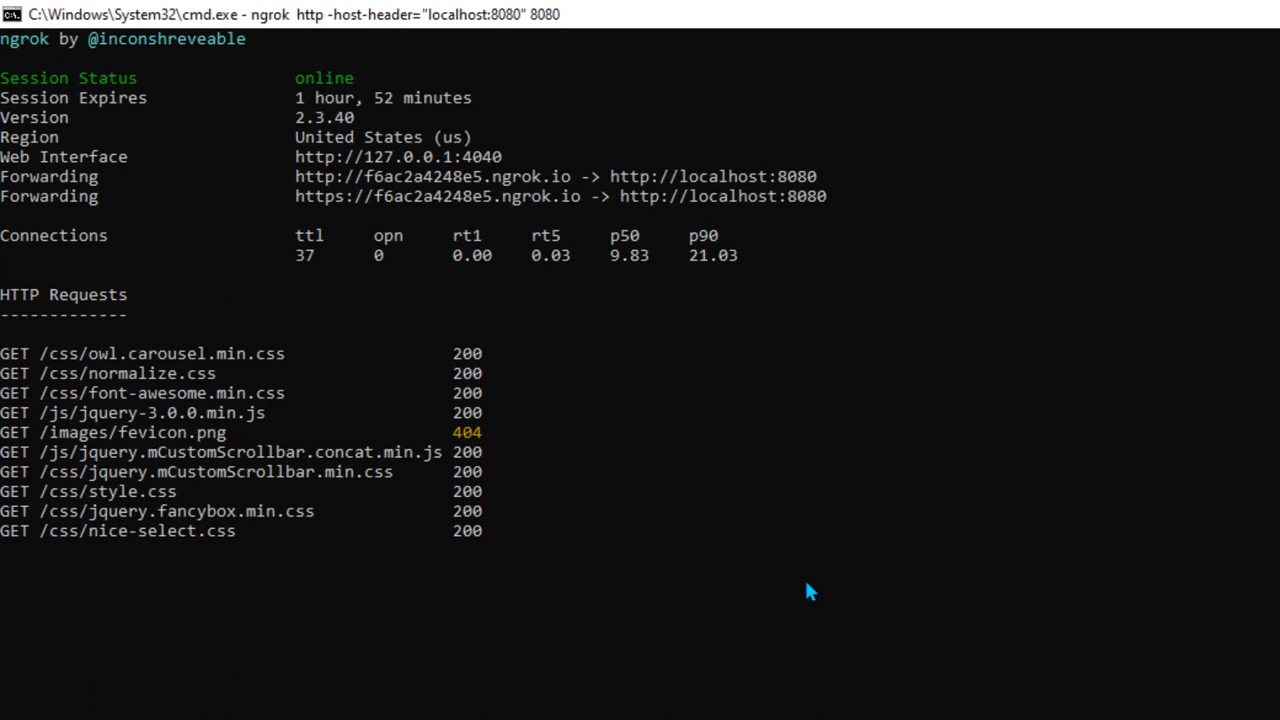 C:\Windows\System32\cmd.exe - ngrok  http -host-header="localhost:8080" 8080
ngrok by @inconshreveable
Session Status                online
Session Expires               1 hour, 52 minutes
Version                       2.3.40
Region                        United States (us)
Web Interface                 http://127.0.0.1:4040
Forwarding                    http://f6ac2a4248e5.ngrok.io -> http://localhost:8080
Forwarding                    https://f6ac2a4248e5.ngrok.io -> http://localhost:8080
Connections                   ttl     opn     rt1     rt5     p50     p90
                              37      0       0.00    0.03    9.83    21.03
HTTP Requests
-------------
GET /css/owl.carousel.min.css                 200
GET /css/normalize.css                        200
GET /css/font-awesome.min.css                 200
GET /js/jquery-3.0.0.min.js                   200
GET /images/fevicon.png                       404
GET /js/jquery.mCustomScrollbar.concat.min.js 200
GET /css/jquery.mCustomScrollbar.min.css      200
GET /css/style.css                            200
GET /css/jquery.fancybox.min.css              200
GET /css/nice-select.css                      200